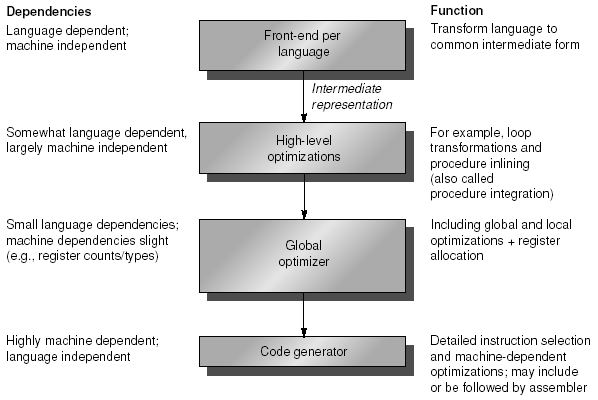 Dependencies
Function
Language dependent;
machine independent
Front-end per
language
Transform language to
common intermediate form
Intermediate
representation
Somewhat language dependent,
largely machine independent
High-level
optimizations
For example, loop
transformations and
procedure inlining
(also called
procedure integration)
Small language dependencies;
machine dependencies slight
(e.g., register counts/types)
Global
optimizer
Including global and local
optimizations + register
allocation
Highly machine dependent;
language independent
Code generator
Detailed instruction selection
and machine-dependent
optimizations; may include
or be followed by assembler